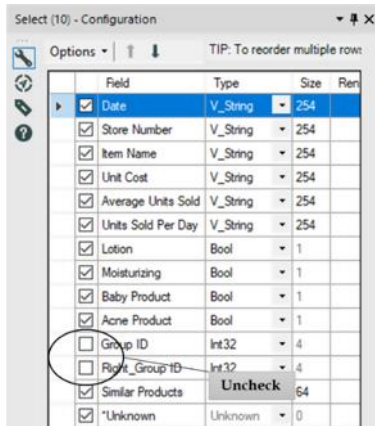 Select (10) - Configuration
Options TIP: To reorder multiple rows
Field Type Size Ren
Date V_String 254
Store Number V_String 254
Item Name V_String 254
Unit Cost V_String 254
Average Units Sold V_String 254
Units Sold Per Day V_String 254
Lotion Bool 1
Moisturizing Bool 1
Baby Product Bool 1
Acne Product Bool 1
Group ID Int32 4
Right_Group ID Int32 4
Similar Products 64
Uncheck
*Unknown Unknown 0